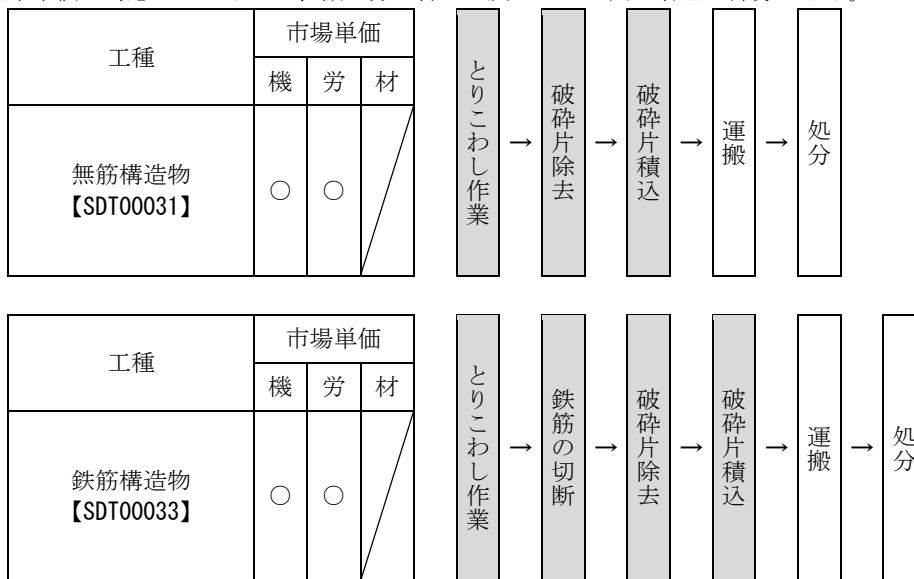 工種
市場単価
機 労 材
無筋構造物
【SDT00031】
○ ○
とりこわし作業
→
破砕片除去
→
破砕片積込
→
運搬
→
処分
工種
市場単価
機 労 材
鉄筋構造物
【SDT00033】
○ ○
とりこわし作業
→
鉄筋の切断
→
破砕片除去
→
破砕片積込
→
運搬
→
処分